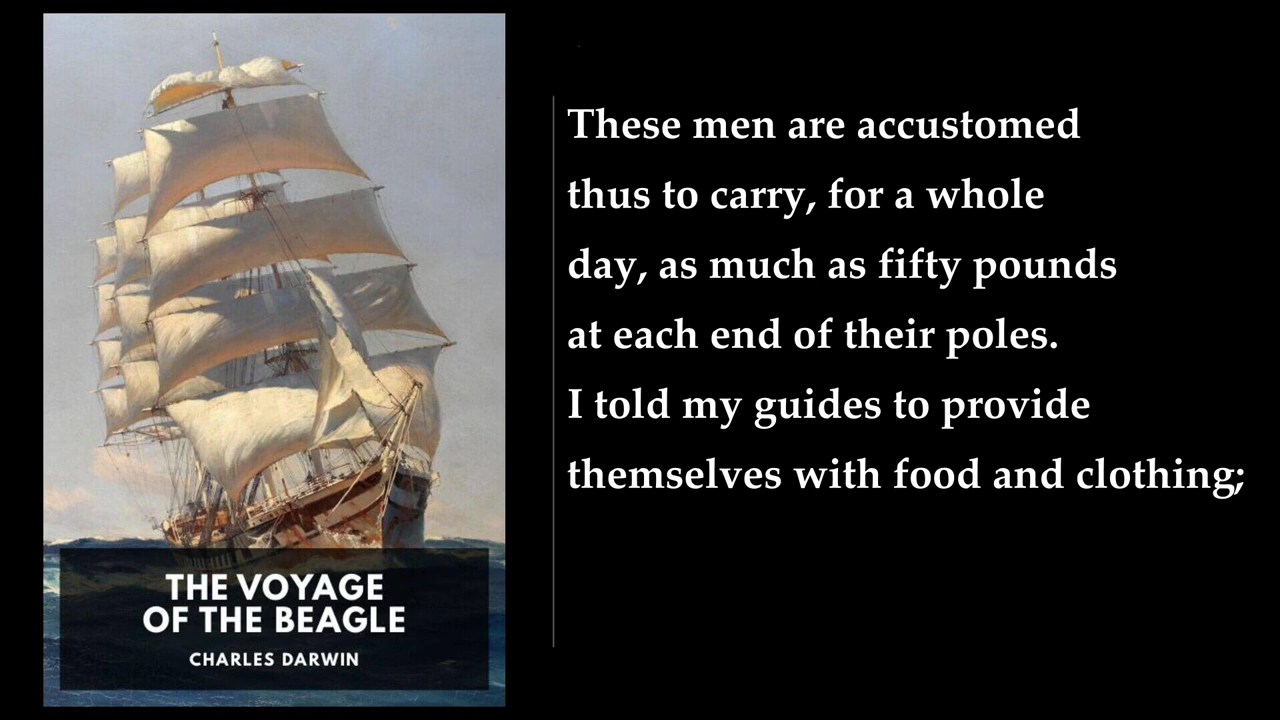 THE VOYAGE
OF THE BEAGLE
CHARLES DARWIN
These men are accustomed
thus to carry, for a whole
day, as much as fifty pounds
at each end of their poles.
I told my guides to provide
themselves with food and clothing;